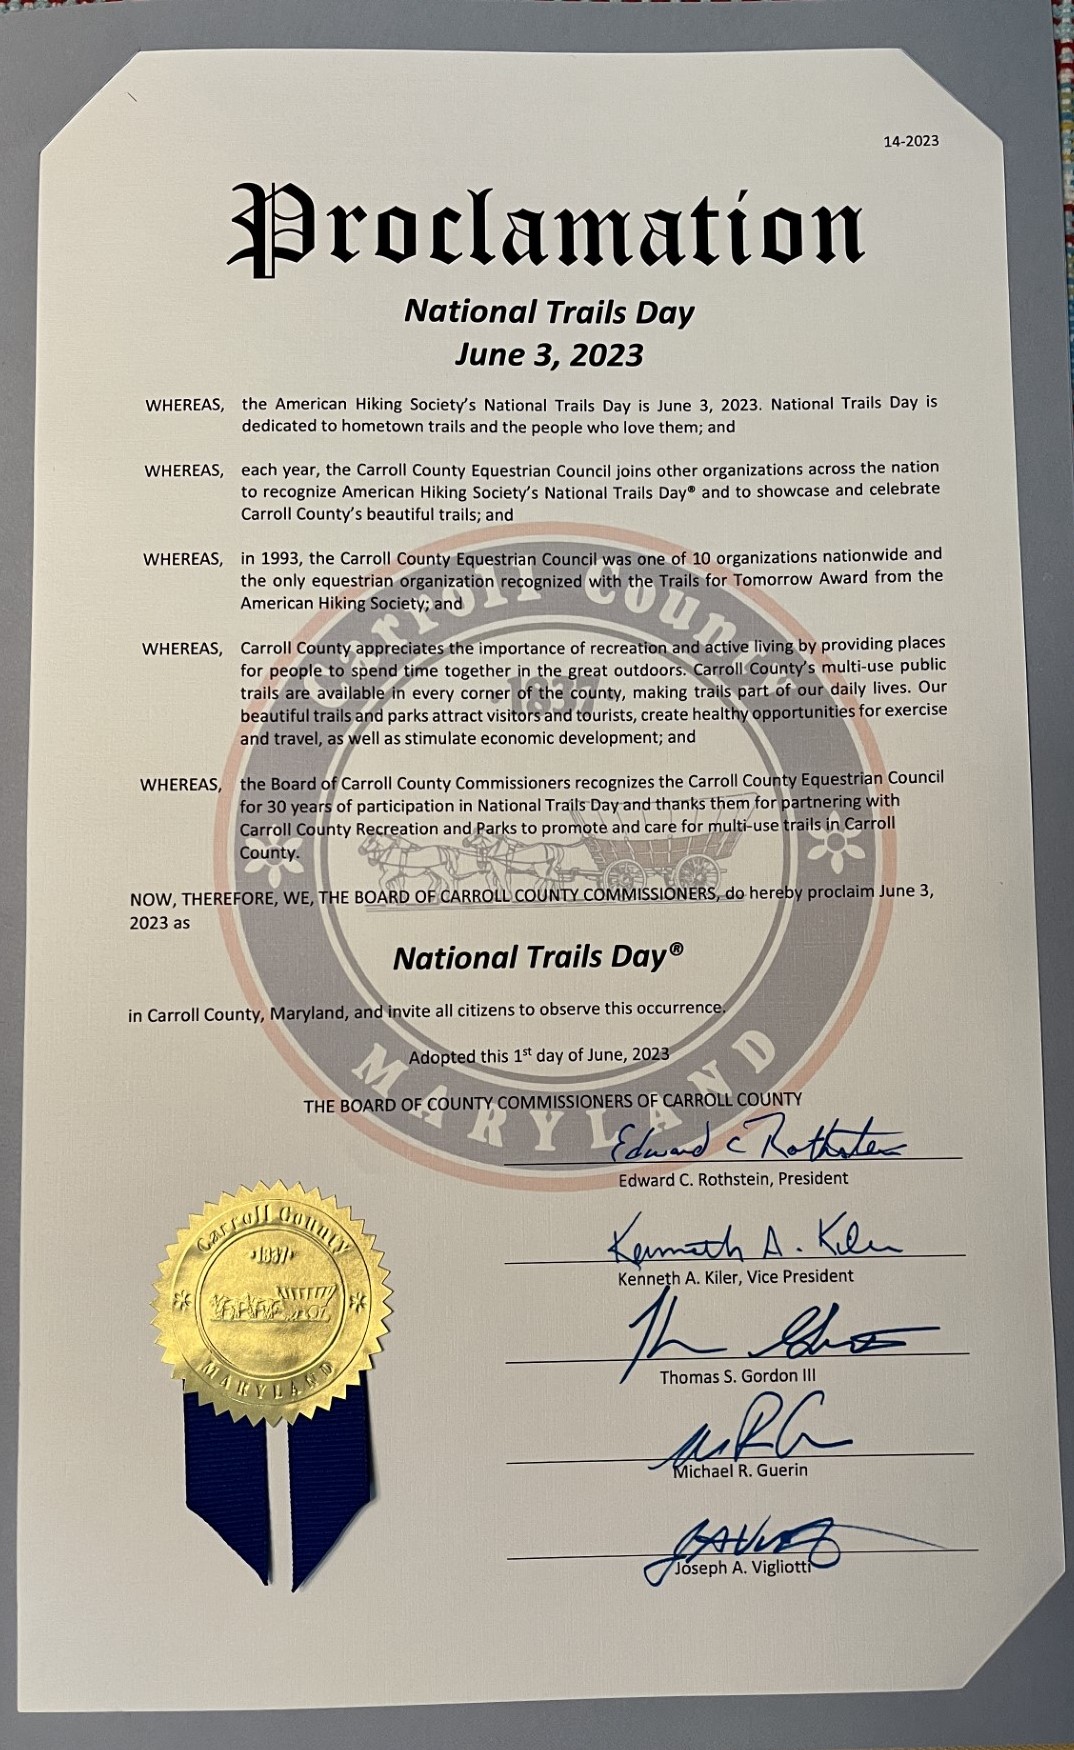 14-2023
Proclamation
National Trails Day
June 3, 2023
WHEREAS, the American Hiking Society's National Trails Day is June 3, 2023. National Trails Day is
dedicated to hometown trails and the people who love them; and
WHEREAS, each year, the Carroll County Equestrian Council joins other organizations across the nation
to recognize American Hiking Society's National Trails Day® and to showcase and celebrate
Carroll County's beautiful trails; and
WHEREAS, in 1993, the Carroll County Equestrian Council was one of 10 organizations nationwide and
the only equestrian organization recognized with the Trails for Tomorrow Award from the
American Hiking Society; and
WHEREAS, Carroll County appreciates the importance of recreation and active living by providing places
for people to spend time together in the great outdoors. Carroll County's multi-use public
trails are available in every corner of the county, making trails part of our daily lives. Our
beautiful trails and parks attract visitors and tourists, create healthy opportunities for exercise
and travel, as well as stimulate economic development; and
WHEREAS, the Board of Carroll County Commissioners recognizes the Carroll County Equestrian Council
for 30 years of participation in National Trails Day and thanks them for partnering with
Carroll County Recreation and Parks to promote and care for multi-use trails in Carroll
County.
NOW, THEREFORE, WE, THE BOARD OF CARROLL COUNTY COMMISSIONERS, do hereby proclaim June 3,
2023 as
National Trails Day®
in Carroll County, Maryland, and invite all citizens to observe this occurrence.
Adopted this 1st day of June, 2023
THE BOARD OF COUNTY COMMISSIONERS OF CARROLL COUNTY
Edward C Rothstein
Edward C. Rothstein, President
Kenneth A. Kiler
Kenneth A. Kiler, Vice President
Thomas S. Gordon III
Michael R. Guerin
Joseph A. Vigliotti
Carroll County
1837
MARYLAND
Carroll County
·1837·
MARYLAND